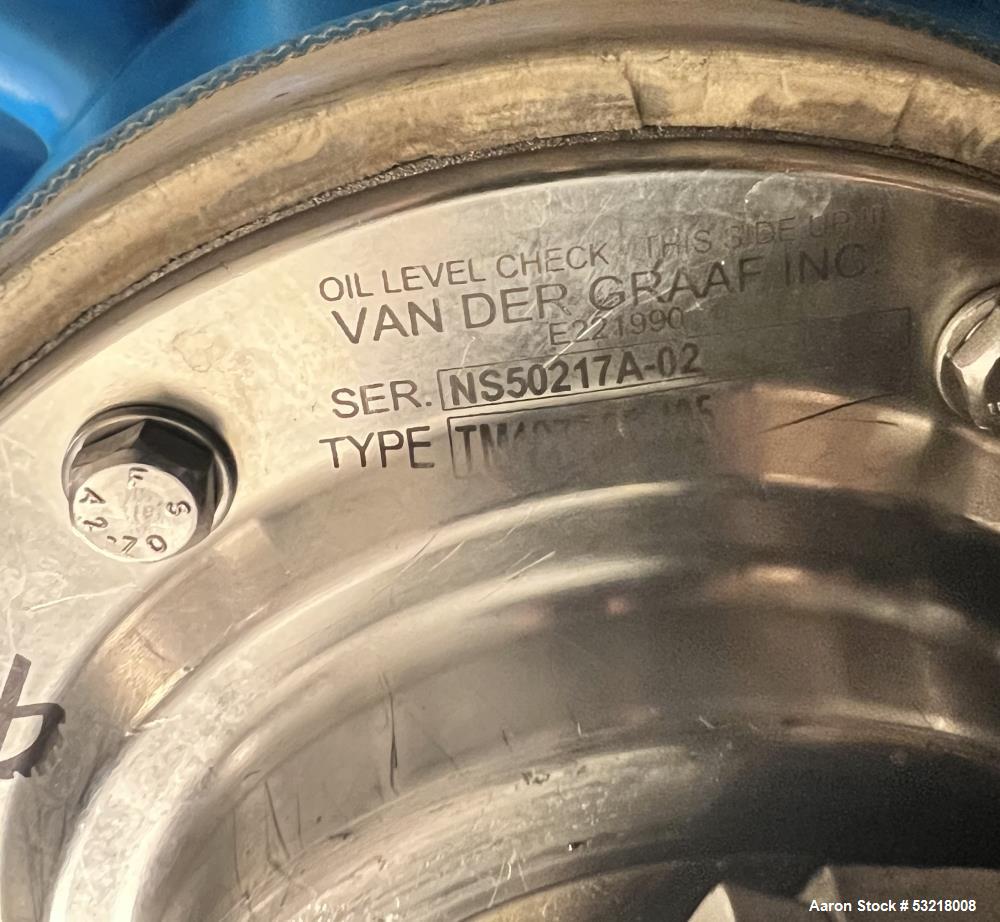 OIL LEVEL CHECK THIS SIDE UP !!!
VAN DER GRAAF INC
E221990
SER. NS50217A-02
TYPE
Aaron Stock # 53218008